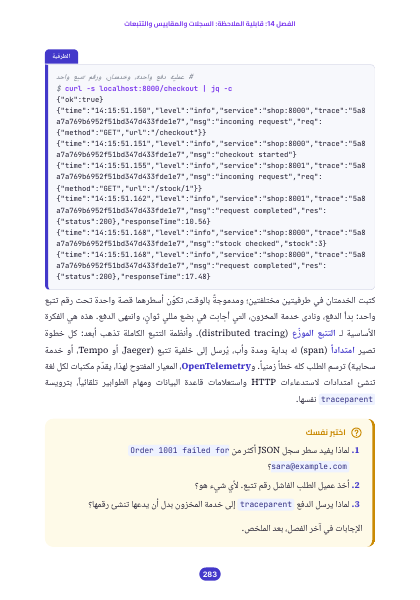 الفصل 14: قابلية الملاحظة: السجلات والمقاييس والتتبعات
الطرفية
# عملية دفع واحدة، وخدمتان، ورقم تتبع واحد
$ curl -s localhost:8000/checkout | jq -c
{"ok":true}
{"time":"14:15:51.150","level":"info","service":"shop:8000","trace":"5a8
a7a769b6952f51bd347d433fde1e7","msg":"incoming request","req":
{"method":"GET","url":"/checkout"}}
{"time":"14:15:51.151","level":"info","service":"shop:8000","trace":"5a8
a7a769b6952f51bd347d433fde1e7","msg":"checkout started"}
{"time":"14:15:51.155","level":"info","service":"shop:8001","trace":"5a8
a7a769b6952f51bd347d433fde1e7","msg":"incoming request","req":
{"method":"GET","url":"/stock/1"}}
{"time":"14:15:51.162","level":"info","service":"shop:8001","trace":"5a8
a7a769b6952f51bd347d433fde1e7","msg":"request completed","res":
{"status":200},"responseTime":10.56}
{"time":"14:15:51.168","level":"info","service":"shop:8000","trace":"5a8
a7a769b6952f51bd347d433fde1e7","msg":"stock checked","stock":3}
{"time":"14:15:51.168","level":"info","service":"shop:8000","trace":"5a8
a7a769b6952f51bd347d433fde1e7","msg":"request completed","res":
{"status":200},"responseTime":17.48}
كتبت الخدمتان في طرفيتين مختلفتين؛ ومدموجةً بالوقت، تكوّن أسطرهما قصة واحدة تحت رقم تتبع
واحد: بدأ الدفع، ونادى خدمة المخزون، التي أجابت في بضع مللي ثوانٍ، وانتهى الدفع. هذه هي الفكرة
الأساسية لـ التتبع الموزّع (distributed tracing). وأنظمة التتبع الكاملة تذهب أبعد: كل خطوة
تصير امتداداً (span) له بداية ومدة وأب، يُرسل إلى خلفية تتبع (Jaeger أو Tempo، أو خدمة
سحابية) ترسم الطلب كله خطاً زمنياً. وOpenTelemetry، المعيار المفتوح لهذا، يقدّم مكتبات لكل لغة
تنشئ امتدادات لاستدعاءات HTTP واستعلامات قاعدة البيانات ومهام الطوابير تلقائياً، بترويسة
traceparent نفسها.
اختبر نفسك
1. لماذا يفيد سطر سجل JSON أكثر من Order 1001 failed for
sara@example.com؟
2. أخذ عميل الطلب الفاشل رقم تتبع. لأي شيء هو؟
3. لماذا يرسل الدفع traceparent إلى خدمة المخزون بدل أن يدعها تنشئ رقمها؟
الإجابات في آخر الفصل، بعد الملخص.
283